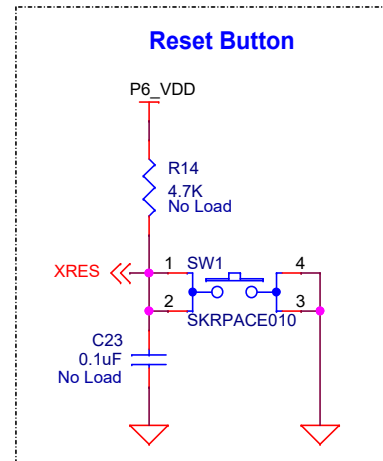 Reset Button
P6_VDD
R14
4.7K
No Load
XRES
1
SW1
4
2
3
SKRPACE010
C23
0.1uF
No Load